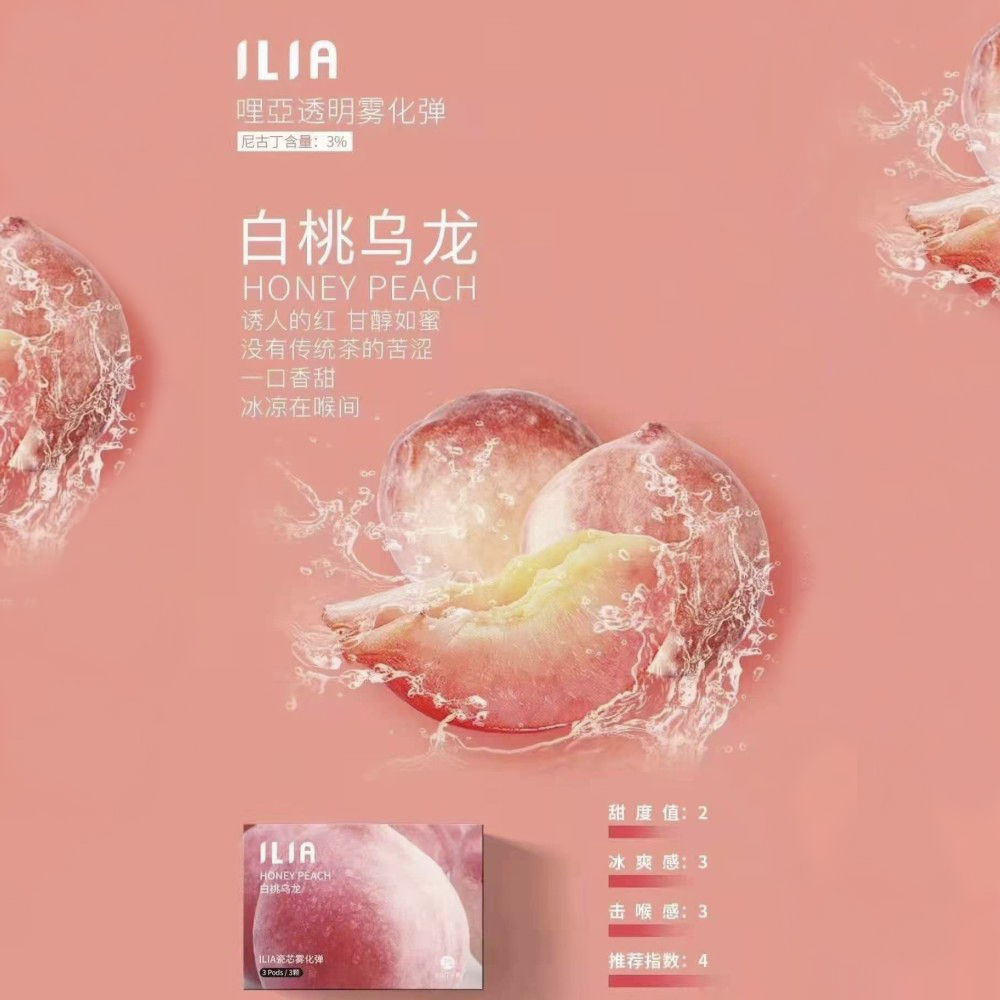 ILIA
哩亞透明雾化弹
尼古丁含量：3%
白桃乌龙
HONEY PEACH
诱人的红 甘醇如蜜
没有传统茶的苦涩
一口香甜
冰凉在喉间
甜度值：2
冰爽感：3
击喉感：3
推荐指数：4
ILIA
HONEY PEACH
白桃乌龙
ILIA瓷芯雾化弹
3 Pods / 3颗